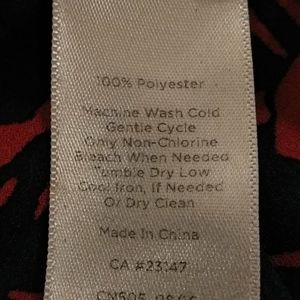 100% Polyester
Machine Wash Cold
Gentle Cycle
Only Non-Chlorine
Bleach When Needed
Tumble Dry Low
Cool Iron, If Needed
Or Dry Clean
Made In China
CA #23147